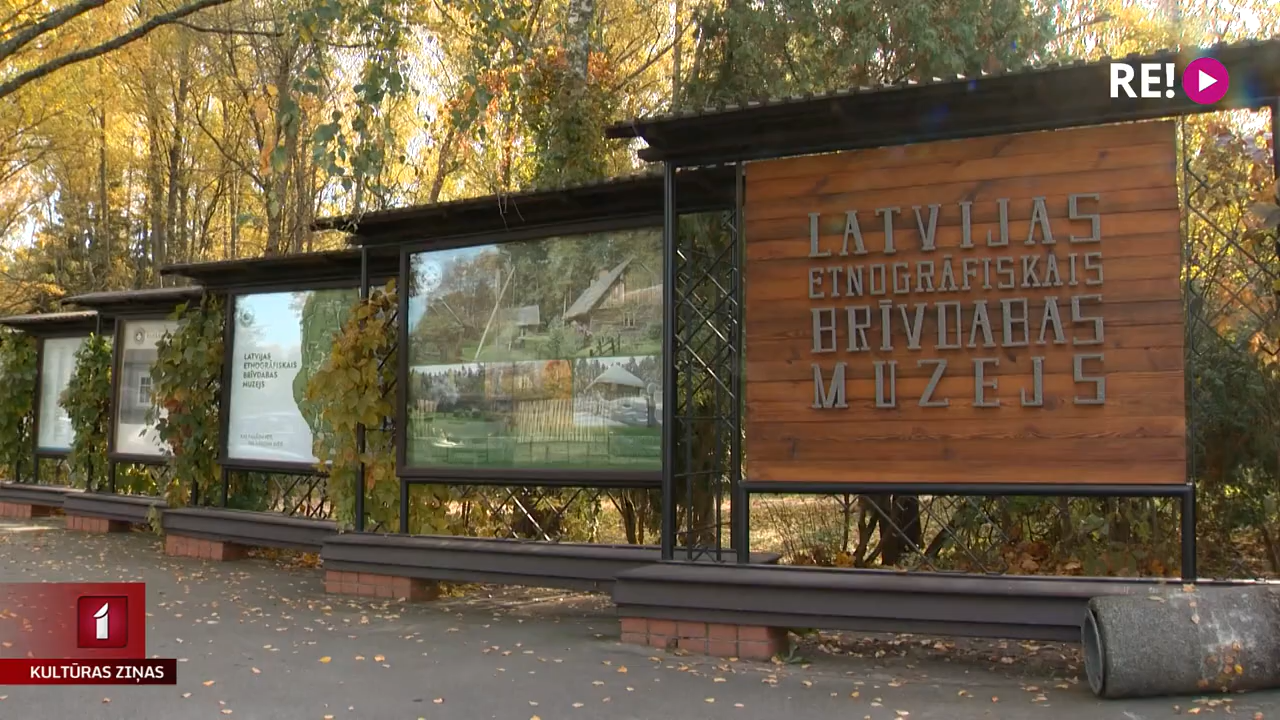 RE!
LATVIJAS
ETNOGRĀFISKAIS
BRĪVDABAS
MUZEJS
LATVIJAS
ETNOGRĀFISKAIS
BRĪVDABAS
MUZEJS
1
KULTŪRAS ZIŅAS